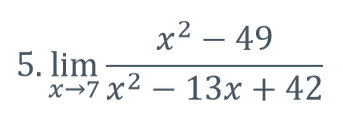 5. lim x→7 (x² − 49) / (x² − 13x + 42)